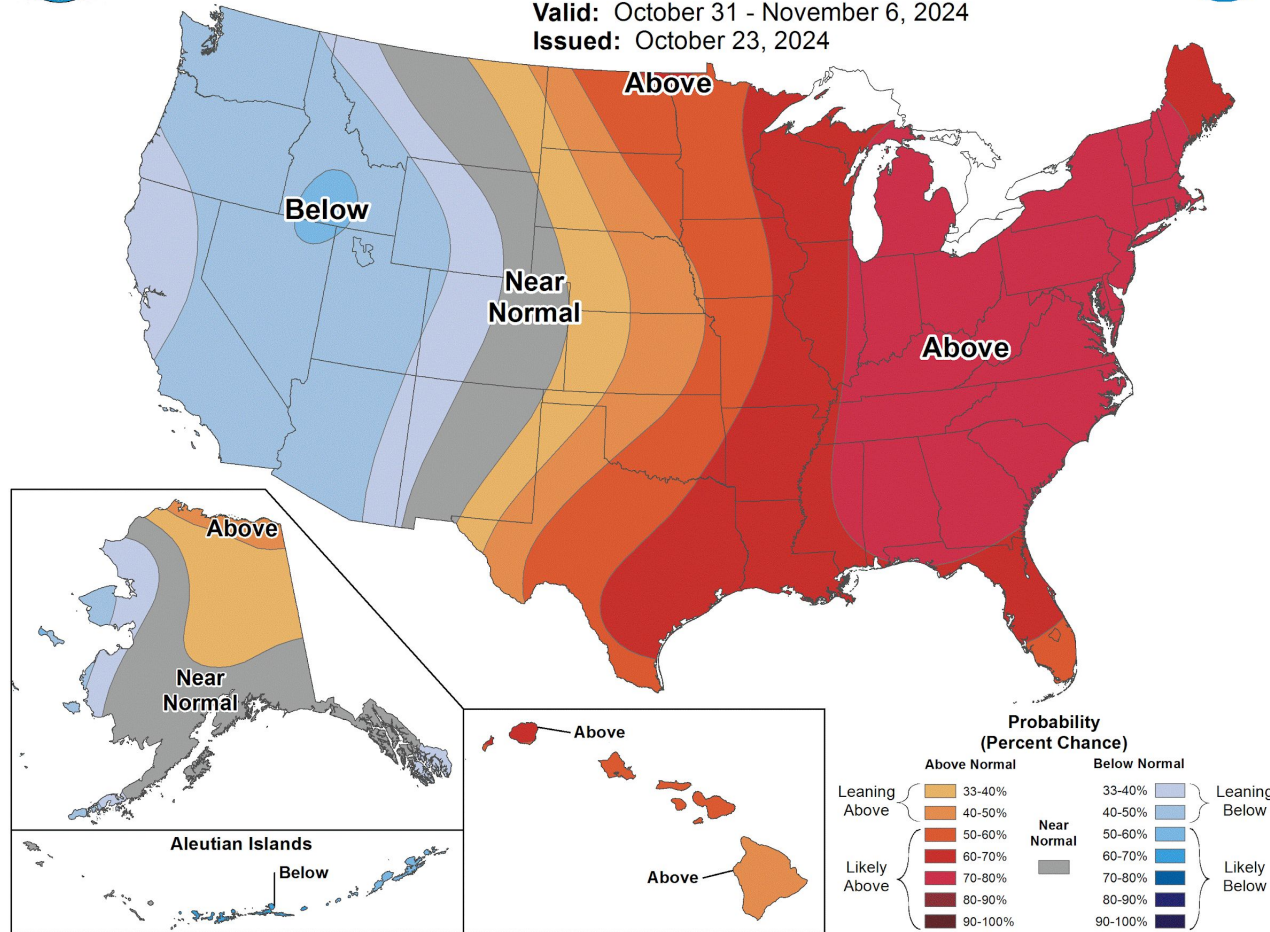 Valid: October 31 - November 6, 2024
Issued: October 23, 2024
Above
Below
Near
Normal
Above
Above
Near
Normal
Aleutian Islands
Below
Above
Above
Probability
(Percent Chance)
Above Normal
Below Normal
Leaning
Above
33-40%
40-50%
Likely
Above
50-60%
60-70%
70-80%
80-90%
90-100%
Near
Normal
33-40%
40-50%
Leaning
Below
50-60%
60-70%
70-80%
80-90%
90-100%
Likely
Below